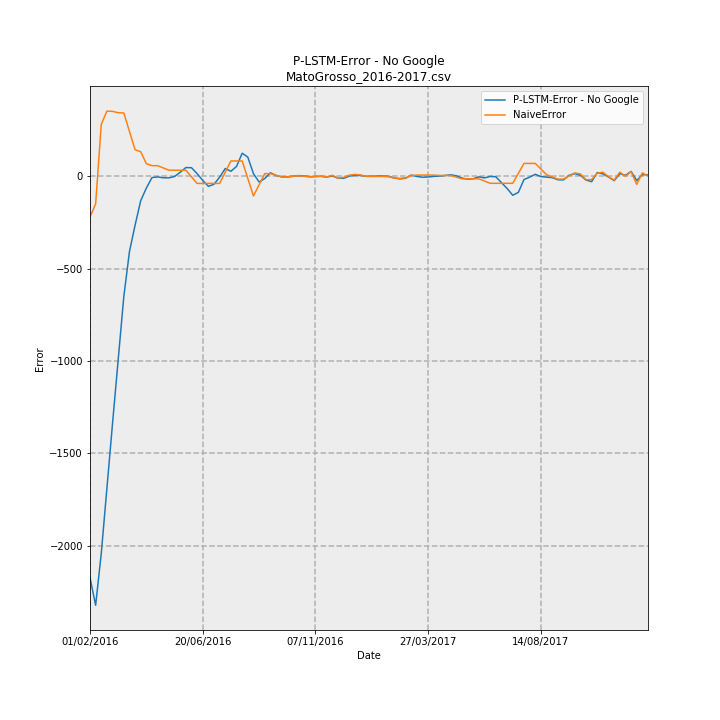 P-LSTM-Error - No Google
MatoGrosso_2016-2017.csv
P-LSTM-Error - No Google
NaiveError
0
−500
−1000
−1500
−2000
Error
01/02/2016 20/06/2016 07/11/2016 27/03/2017 14/08/2017
Date